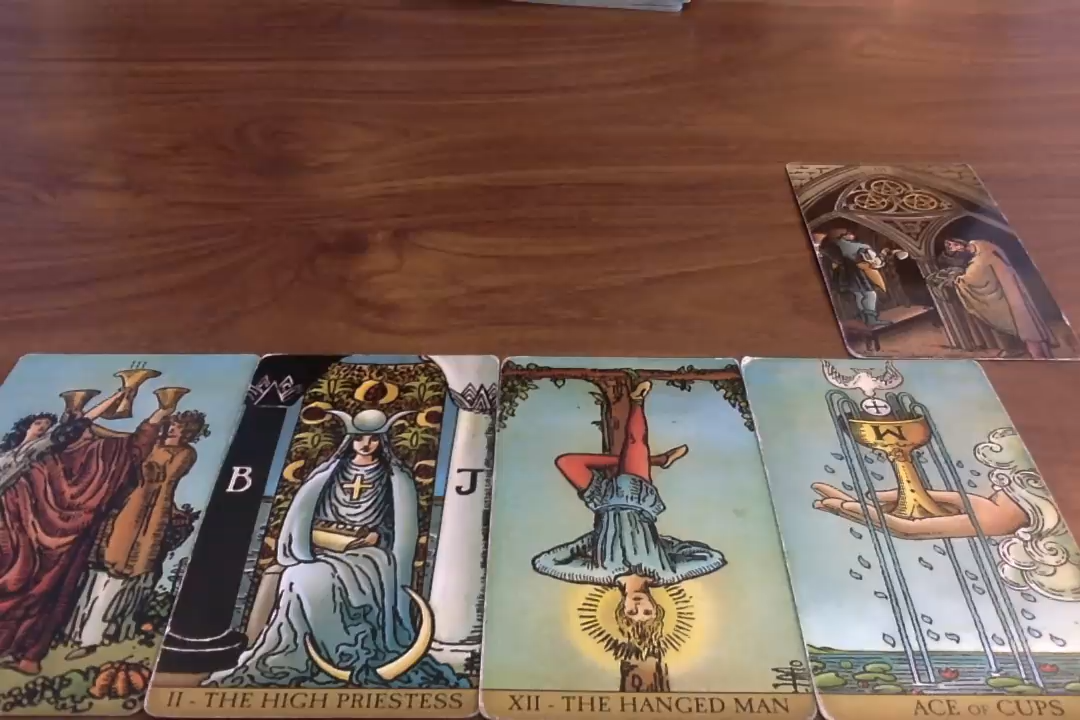 III
B
J
W
II - THE HIGH PRIESTESS
XII - THE HANGED MAN
ACE OF CUPS